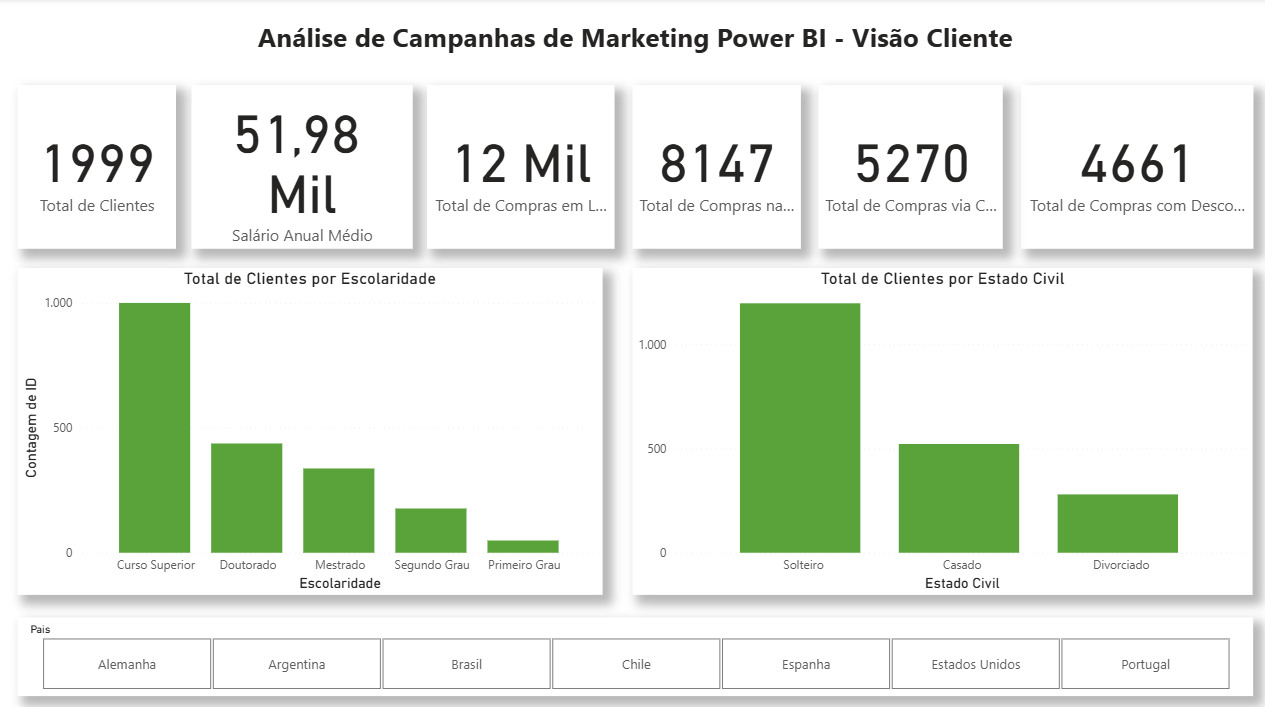 Análise de Campanhas de Marketing Power BI - Visão Cliente
1999
Total de Clientes
51,98
Mil
Salário Anual Médio
12 Mil
Total de Compras em L...
8147
Total de Compras na...
5270
Total de Compras via C...
4661
Total de Compras com Desco...
Total de Clientes por Escolaridade
Contagem de ID
1.000
500
0
Curso Superior Doutorado Mestrado Segundo Grau Primeiro Grau
Escolaridade
Total de Clientes por Estado Civil
1.000
500
0
Solteiro Casado Divorciado
Estado Civil
Pais
Alemanha Argentina Brasil Chile Espanha Estados Unidos Portugal